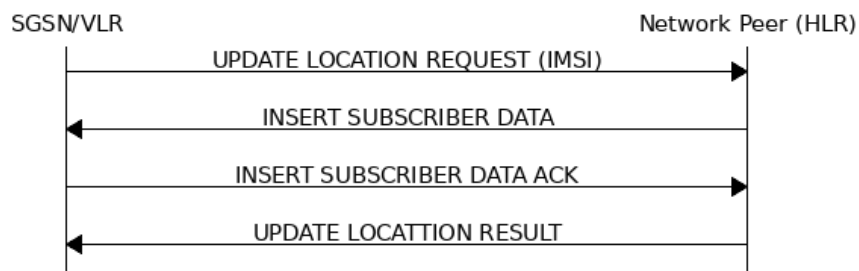 SGSN/VLR
Network Peer (HLR)
UPDATE LOCATION REQUEST (IMSI)
INSERT SUBSCRIBER DATA
INSERT SUBSCRIBER DATA ACK
UPDATE LOCATTION RESULT